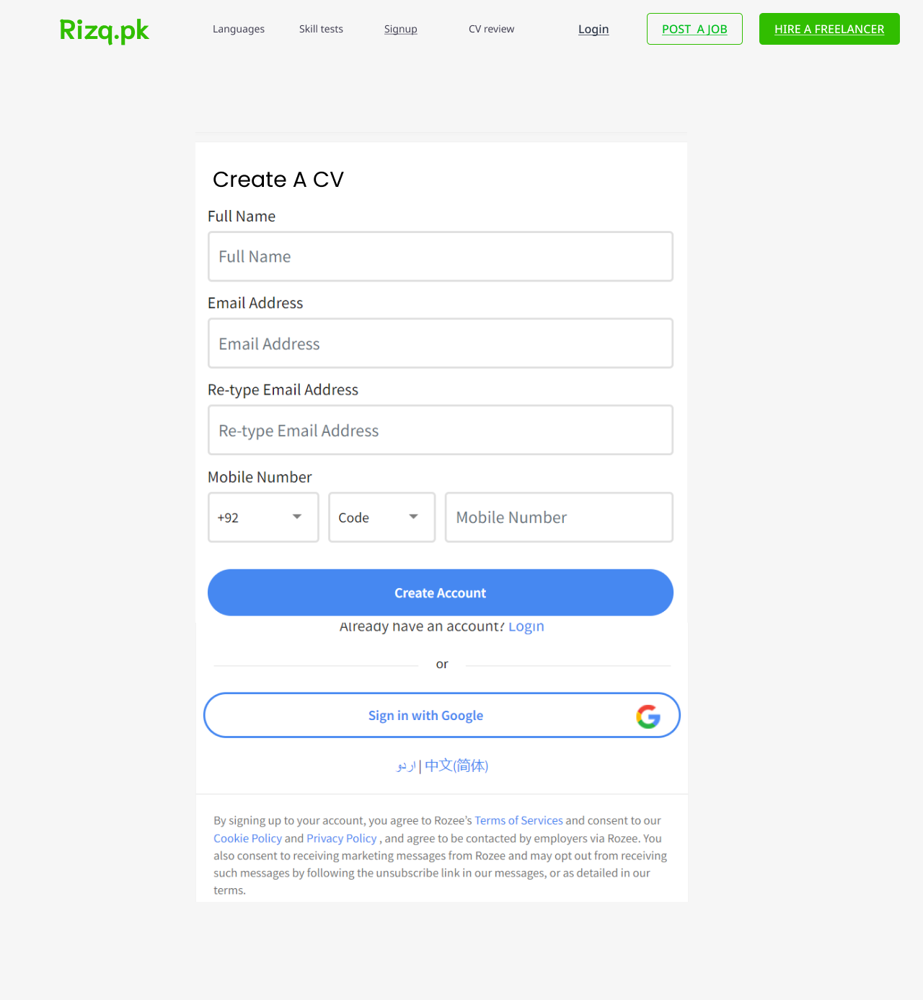 Rizq.pk
Languages
Skill tests
Signup
CV review
Login
POST A JOB
HIRE A FREELANCER
Create A CV
Full Name
Full Name
Email Address
Email Address
Re-type Email Address
Re-type Email Address
Mobile Number
+92
Code
Mobile Number
Create Account
Already have an account? Login
or
Sign in with Google
اردو | 中文(简体)
By signing up to your account, you agree to Rozee’s Terms of Services and consent to our
Cookie Policy and Privacy Policy , and agree to be contacted by employers via Rozee. You
also consent to receiving marketing messages from Rozee and may opt out from receiving
such messages by following the unsubscribe link in our messages, or as detailed in our
terms.